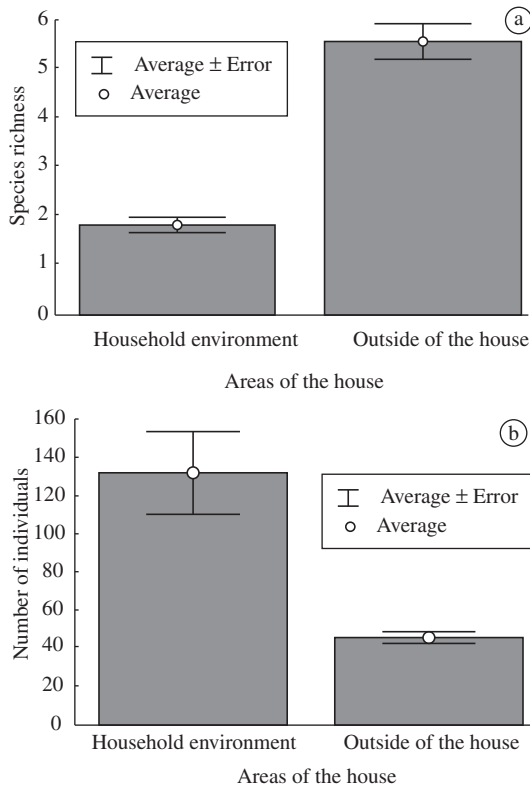 a
6
5
4
3
2
1
0
Species richness
Average ± Error
Average
Household environment
Outside of the house
Areas of the house
b
160
140
120
100
80
60
40
20
0
Number of individuals
Average ± Error
Average
Household environment
Outside of the house
Areas of the house